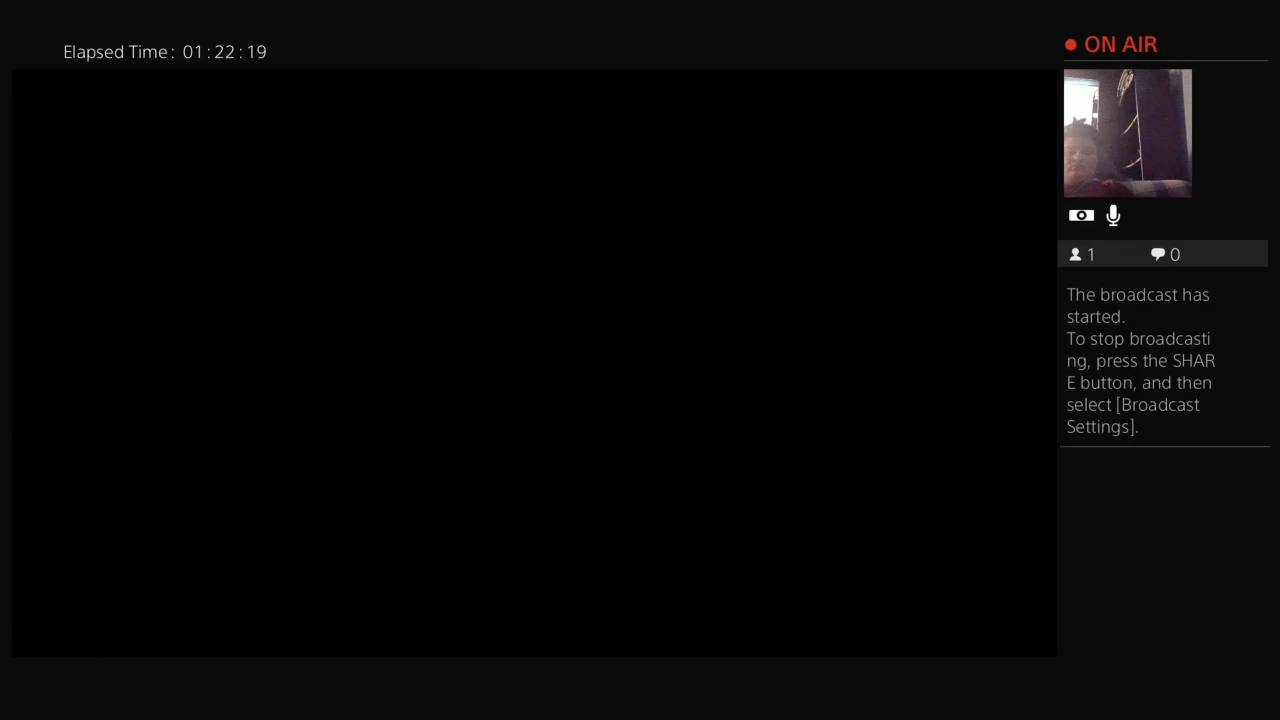 Elapsed Time: 01:22:19
ON AIR
1 0
The broadcast has
started.
To stop broadcasti
ng, press the SHAR
E button, and then
select [Broadcast
Settings].